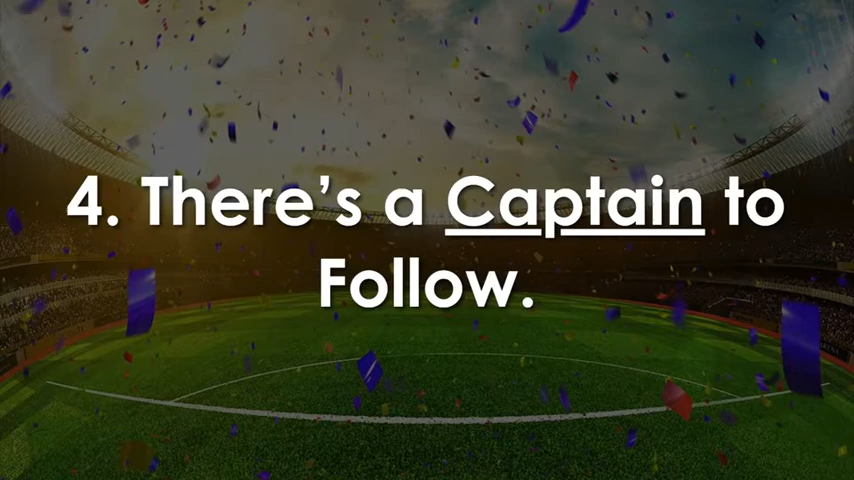 4. There’s a Captain to
Follow.